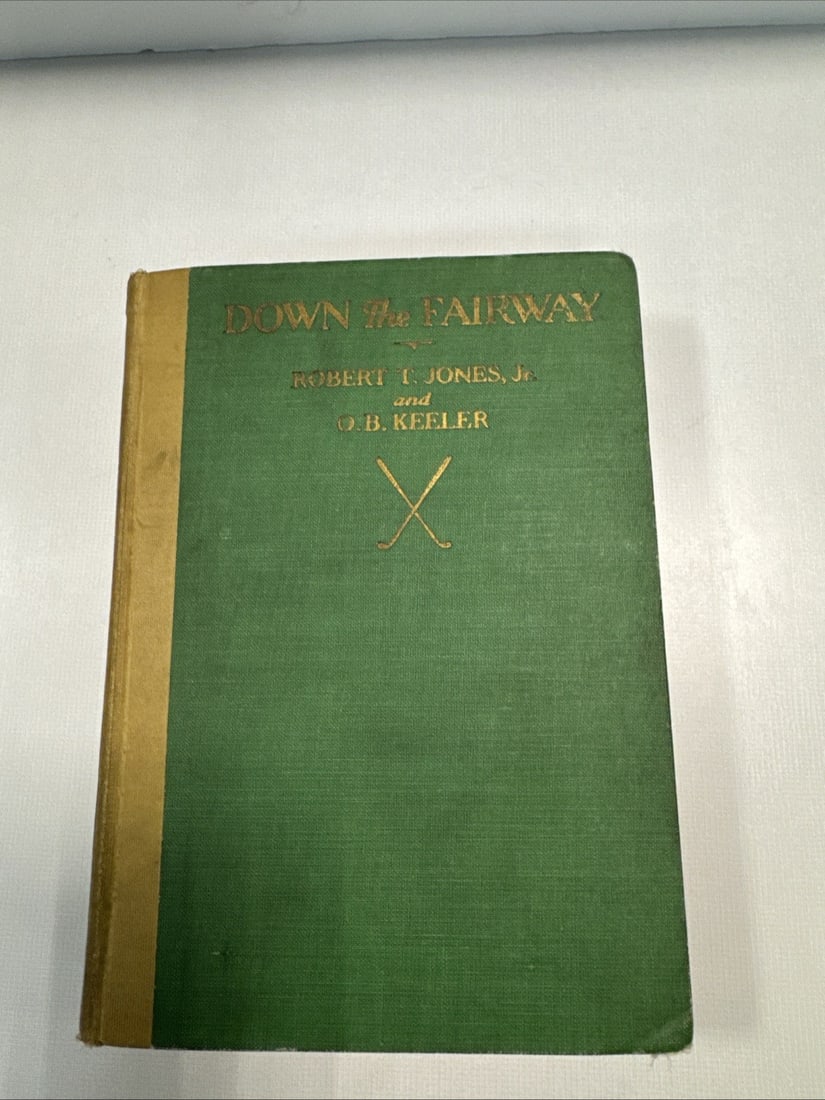 DOWN The FAIRWAY
ROBERT T. JONES, Jr.
and
O.B. KEELER